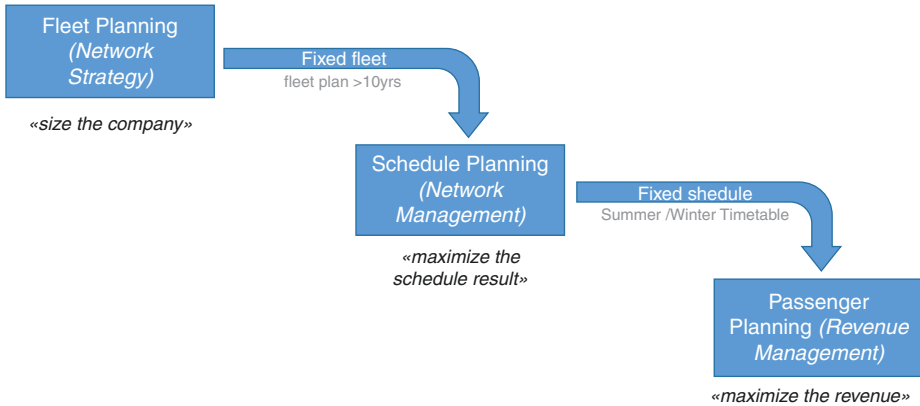 Fleet Planning
(Network
Strategy)
Fixed fleet
fleet plan >10yrs
«size the company»
Schedule Planning
(Network
Management)
Fixed shedule
Summer /Winter Timetable
«maximize the
schedule result»
Passenger
Planning (Revenue
Management)
«maximize the revenue»